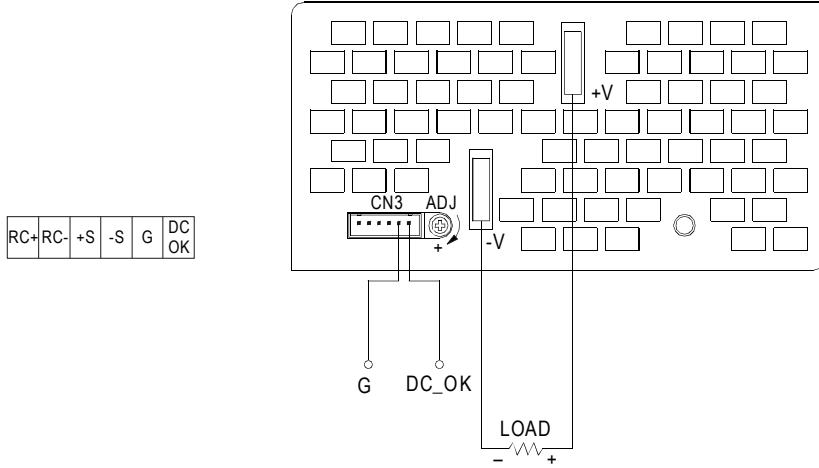 +V
CN3 ADJ
RC+ RC- +S -S G DC OK
+
-V
G DC_OK
LOAD
– +